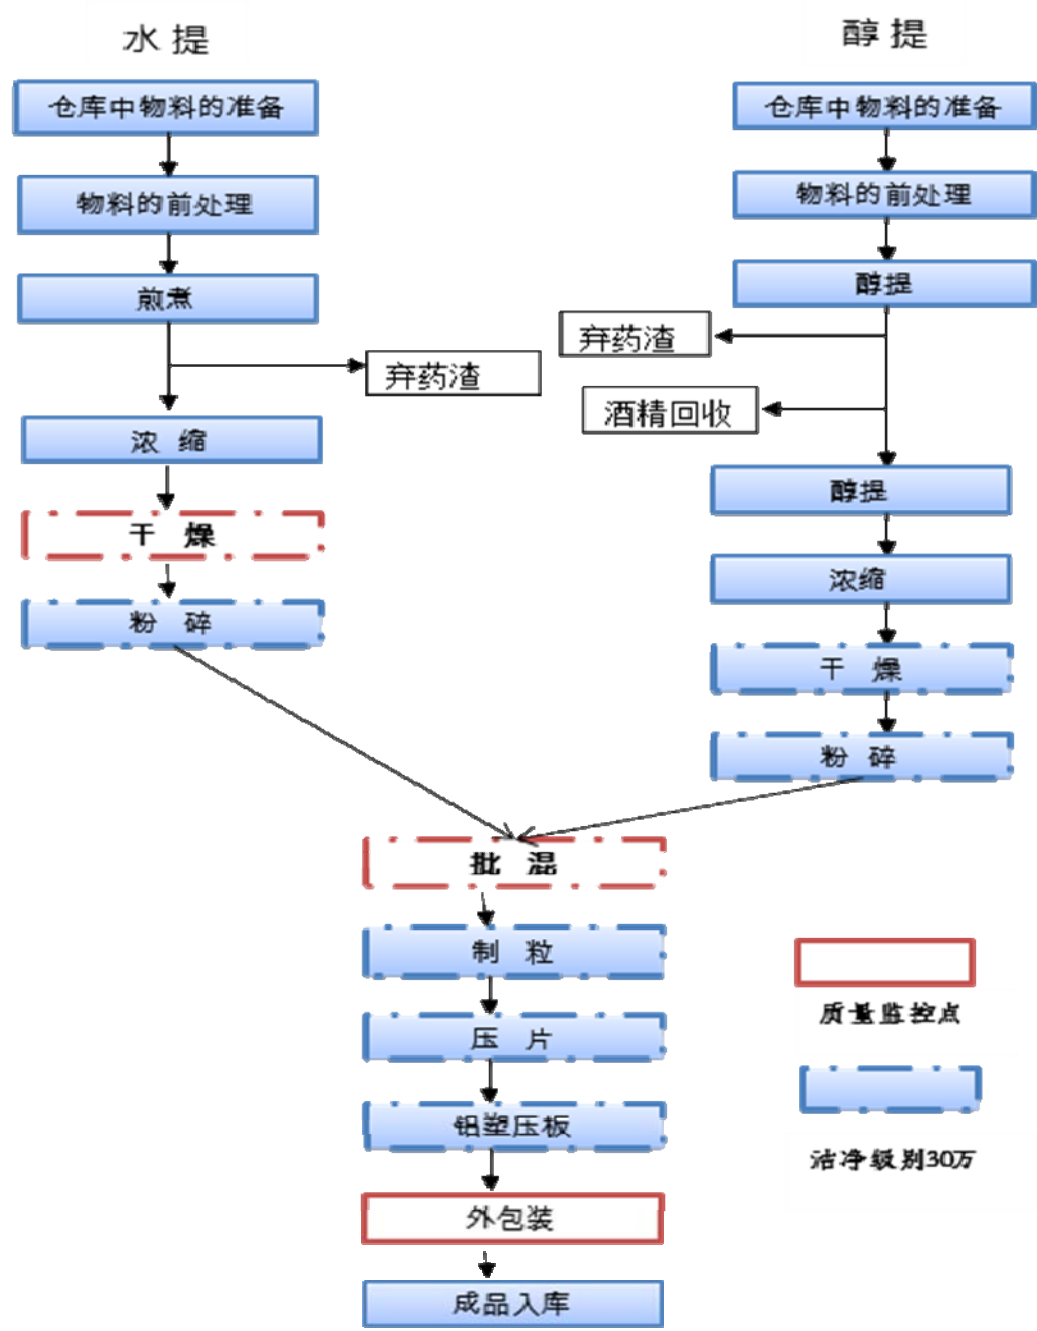 水提
仓库中物料的准备
物料的前处理
煎煮
弃药渣
浓 缩
干 燥
粉 碎
醇提
仓库中物料的准备
物料的前处理
醇提
弃药渣
酒精回收
醇提
浓缩
干 燥
粉 碎
批 混
制 粒
压 片
铝塑压板
外包装
成品入库
质量监控点
洁净级别30万